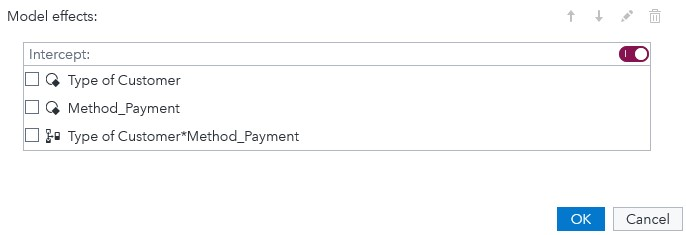 Model effects:
Intercept:
Type of Customer
Method_Payment
Type of Customer*Method_Payment
OK Cancel